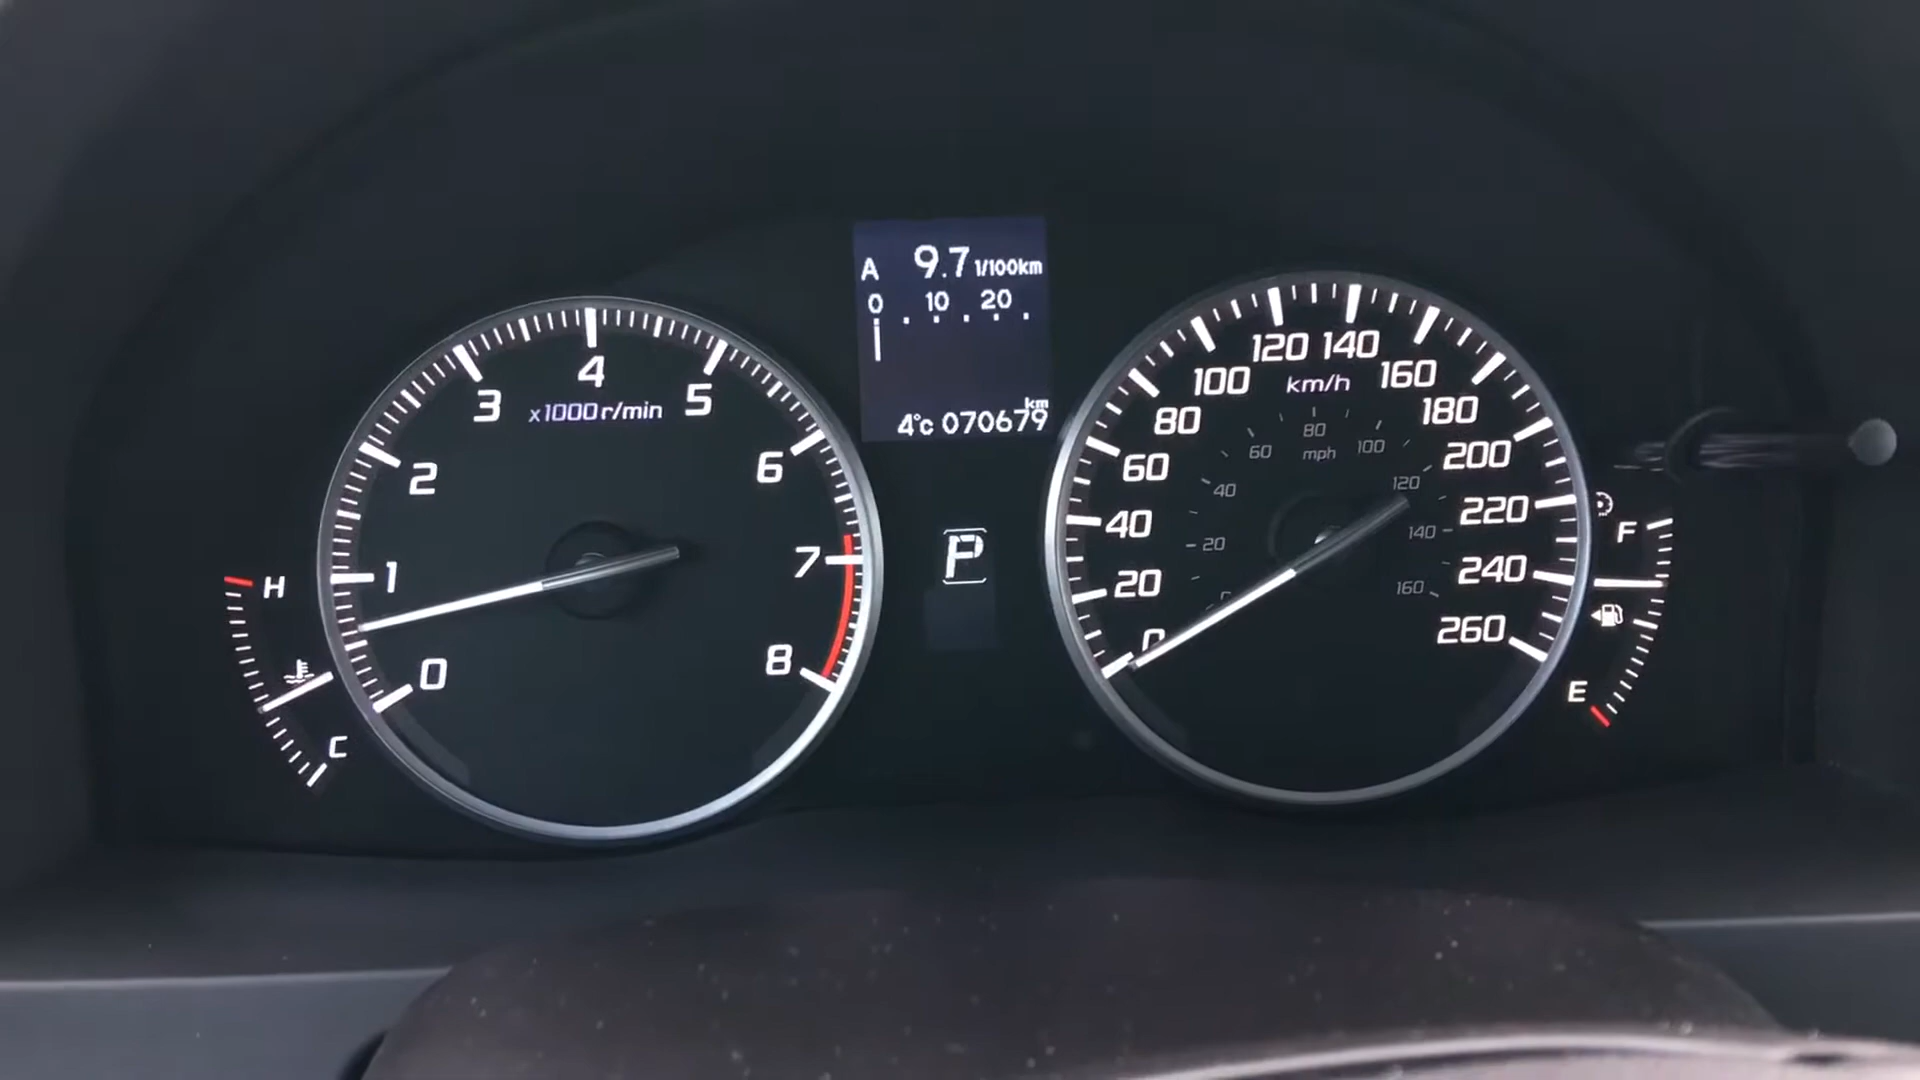 A 9.7 l/100km
0 10 20
km
4°C 070679
0 1 2 3 4 5 6 7 8
x1000 r/min
H
C
P
0 20 40 60 80 100 120 140 160 180 200 220 240 260
km/h
20 40 60 80 100 120 140 160
mph
F
E